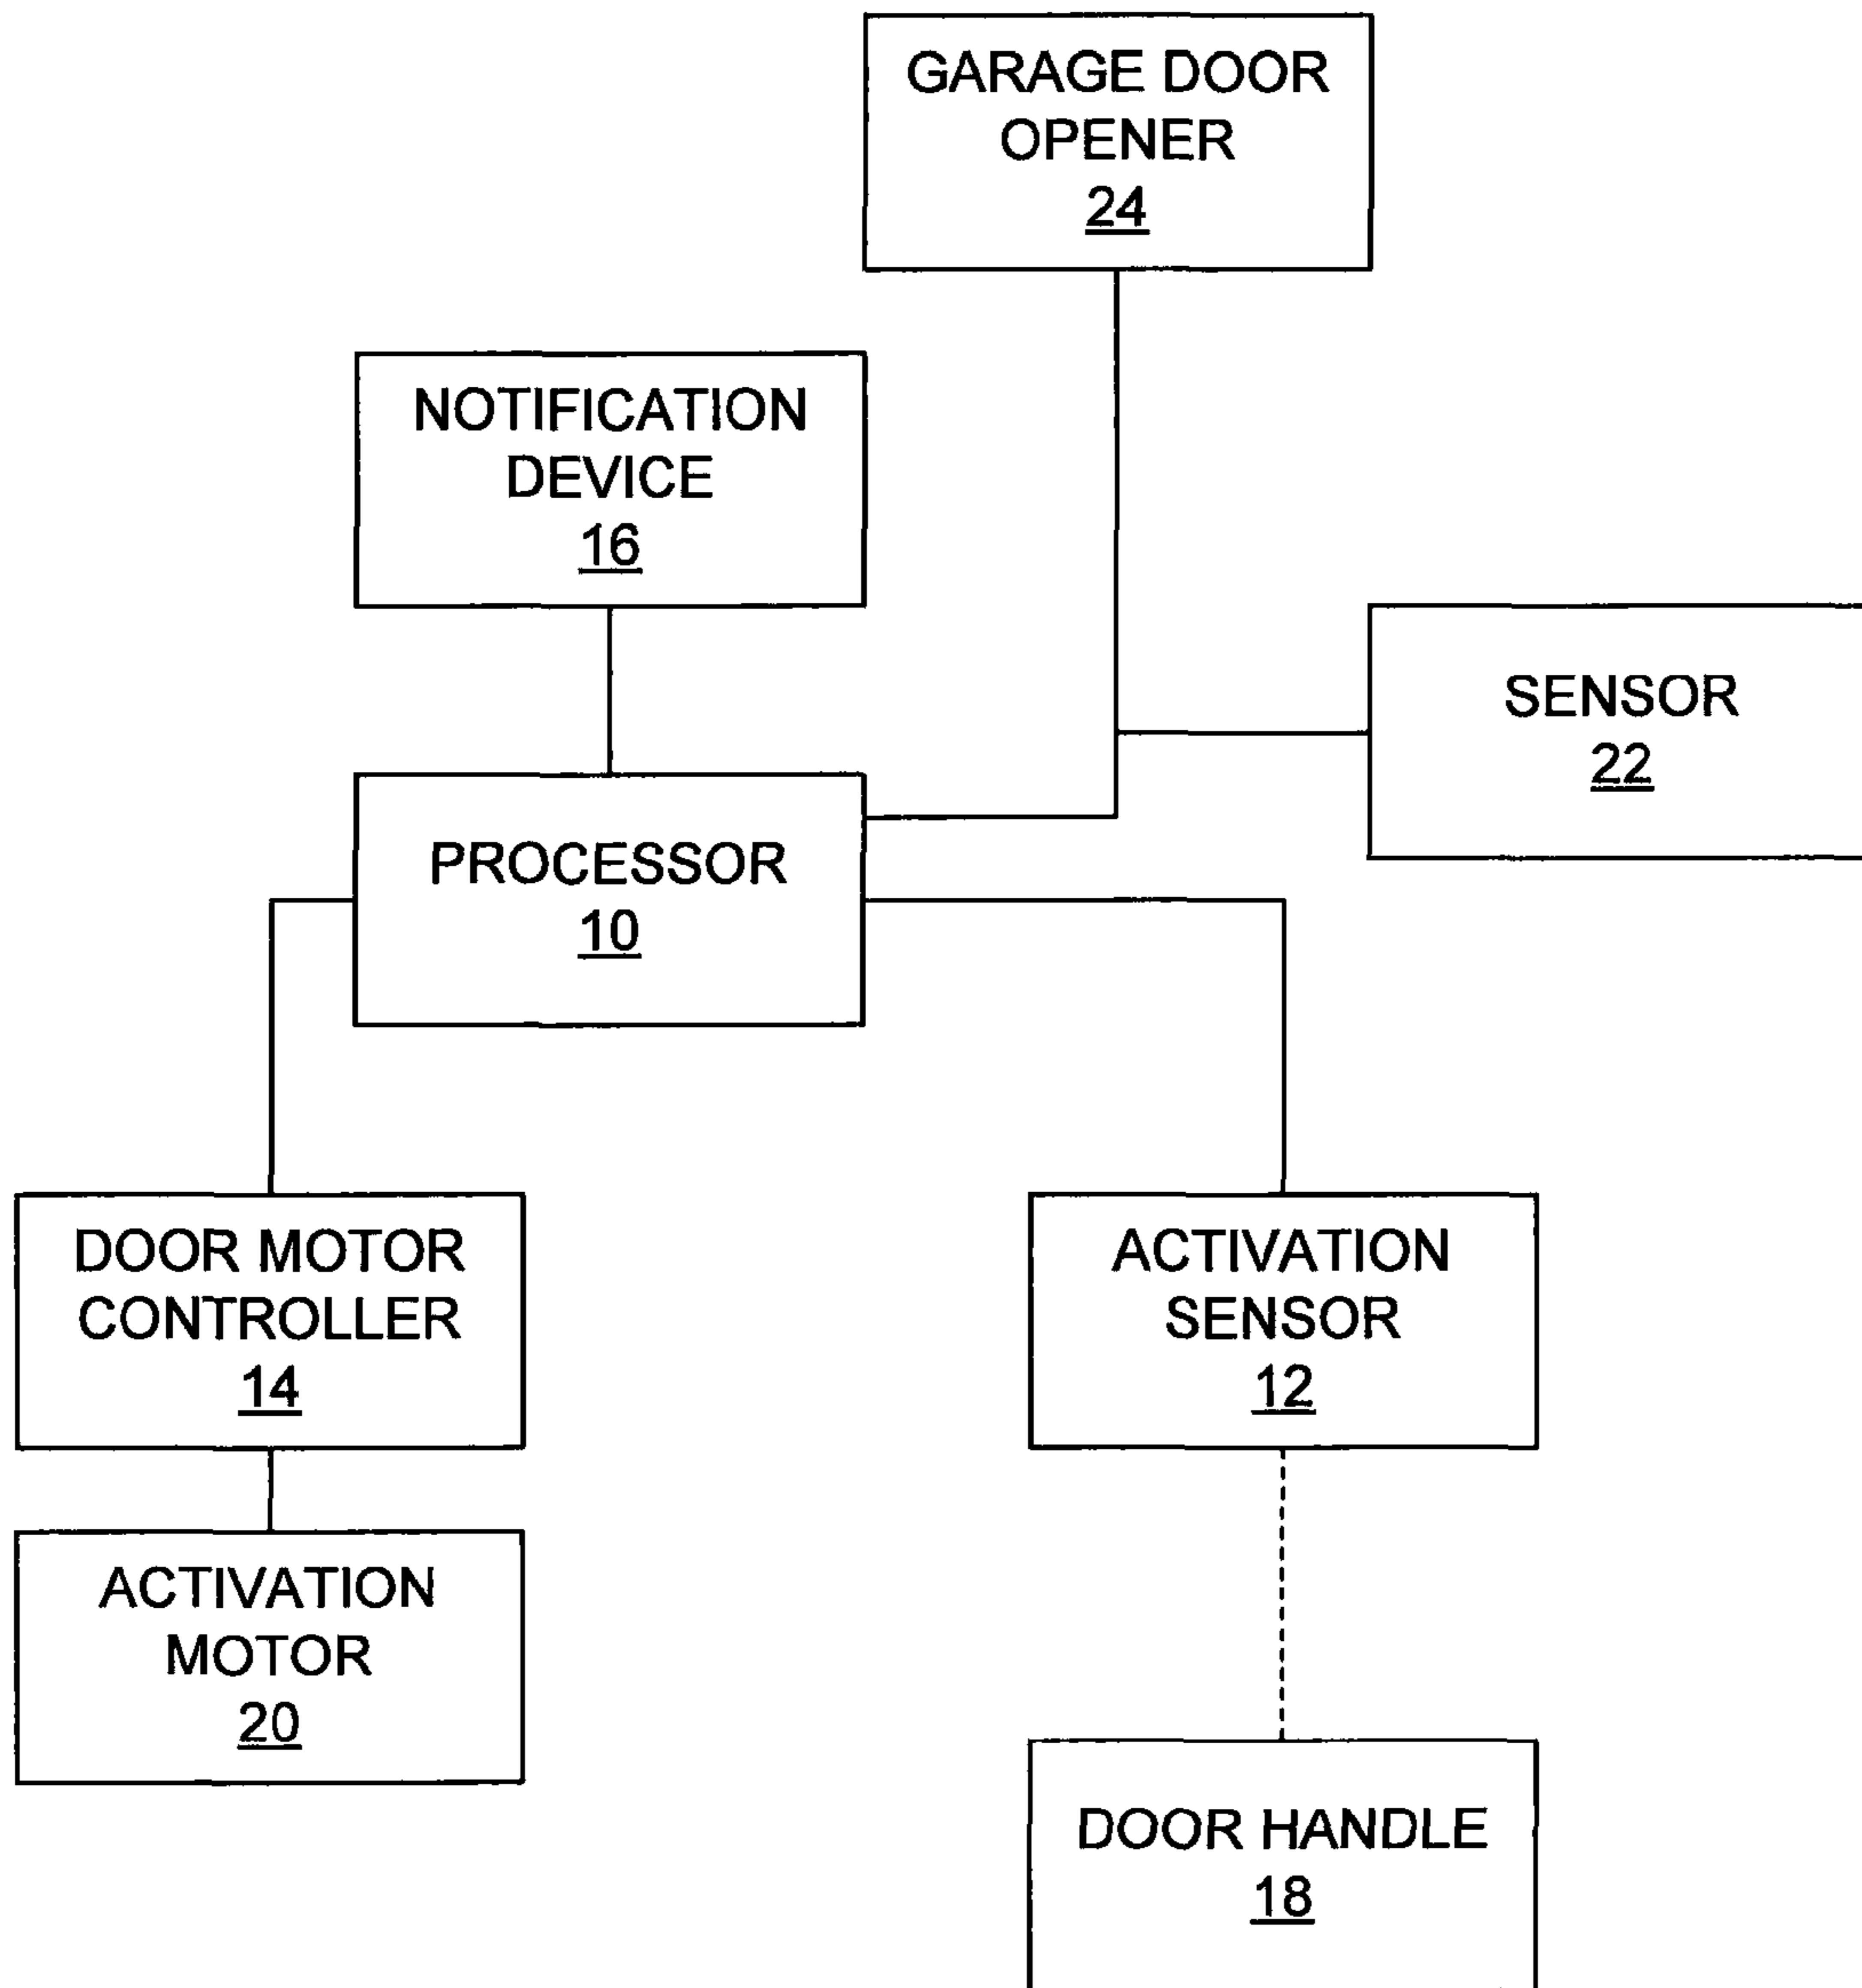 GARAGE DOOR
OPENER
24
NOTIFICATION
DEVICE
16
SENSOR
22
PROCESSOR
10
DOOR MOTOR
CONTROLLER
14
ACTIVATION
SENSOR
12
ACTIVATION
MOTOR
20
DOOR HANDLE
18